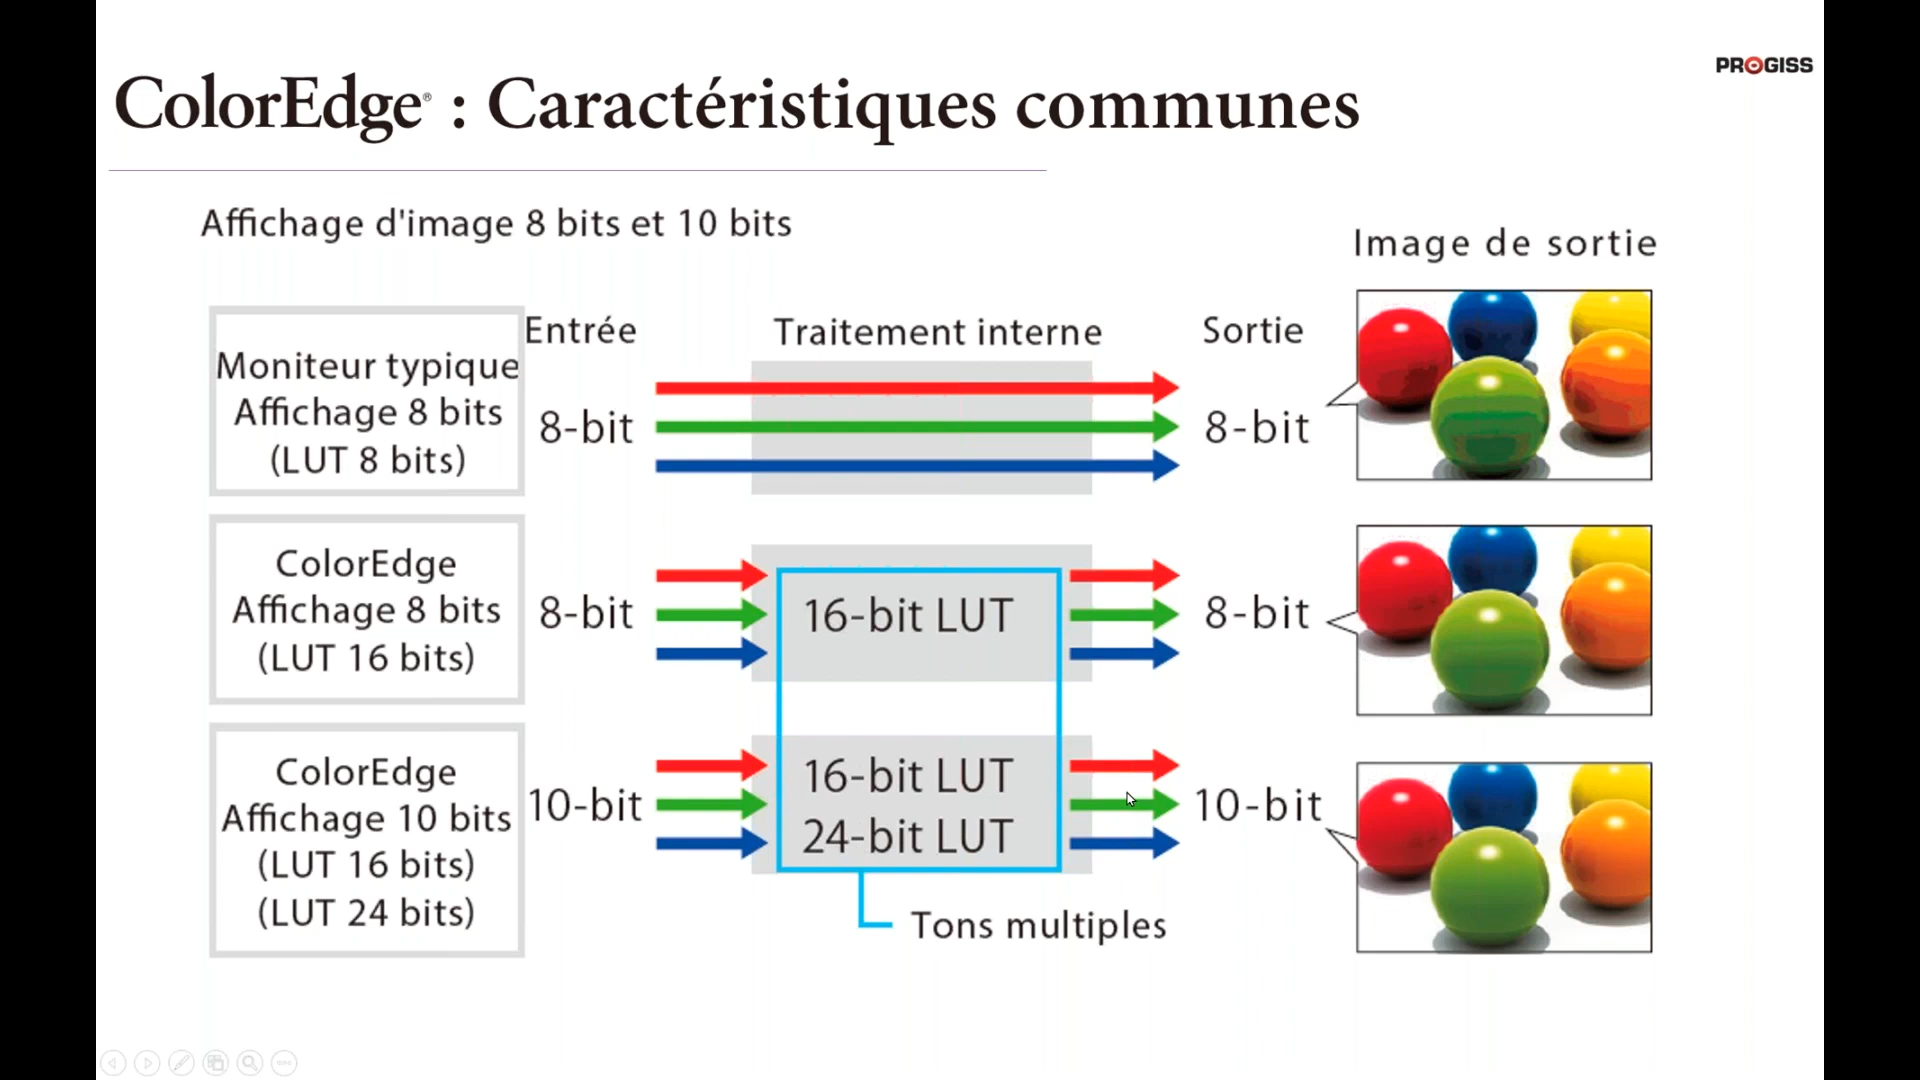 PROGISS
ColorEdge® : Caractéristiques communes
Affichage d'image 8 bits et 10 bits
Image de sortie
Entrée
Traitement interne
Sortie
Moniteur typique
Affichage 8 bits
(LUT 8 bits)
8-bit
8-bit
ColorEdge
Affichage 8 bits
(LUT 16 bits)
8-bit
16-bit LUT
8-bit
ColorEdge
Affichage 10 bits
(LUT 16 bits)
(LUT 24 bits)
10-bit
16-bit LUT
24-bit LUT
10-bit
Tons multiples